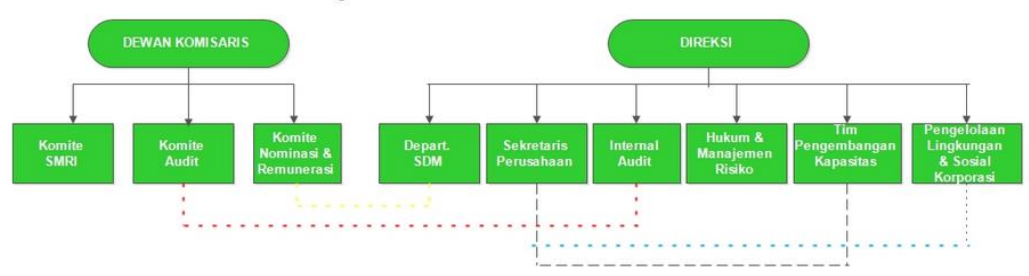 DEWAN KOMISARIS
DIREKSI
Komite
SMRI
Komite
Audit
Komite
Nominasi &
Remunerasi
Depart.
SDM
Sekretaris
Perusahaan
Internal
Audit
Hukum &
Manajemen
Risiko
Tim
Pengembangan
Kapasitas
Pengelolaan
Lingkungan
& Sosial
Korporasi